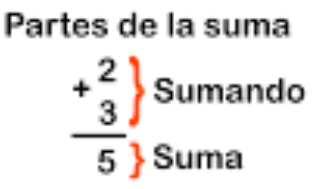 Partes de la suma
+ 2
3 } Sumando
5 } Suma